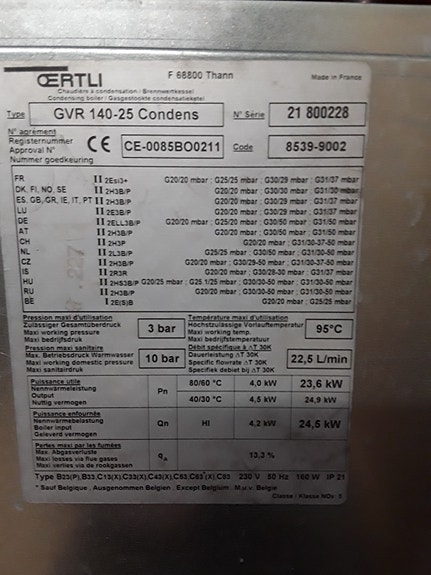 ŒRTLI
F 68800 Thann
Made in France
Chaudière à condensation / Brennwertkessel
Condensing boiler / Gasgestookte condensatieketel
Type GVR 140-25 Condens N° Série 21 800228
N° agrément
Registernummer
Approval N°
Nummer goedkeuring
CE CE-0085BO0211 Code 8539-9002
FR II 2Esi3+ G20/20 mbar ; G25/25 mbar ; G30/29 mbar ; G31/37 mbar
DK, FI, NO, SE II 2H3B/P G20/20 mbar ; G30/30 mbar ; G31/30 mbar
ES, GB, GR, IE, IT, PT II 2H3B/P G20/20 mbar ; G30/29 mbar ; G31/37 mbar
LU II 2E3B/P G20/20 mbar ; G30/29 mbar ; G31/37 mbar
DE II 2ELL3B/P G20/20 mbar ; G30/50 mbar ; G31/50 mbar
AT II 2H3B/P G20/20 mbar ; G30/50 mbar ; G31/50 mbar
CH II 2H3P G20/20 mbar ; G31/30-37-50 mbar
NL II 2L3B/P G25/25 mbar ; G30/50 mbar ; G31/30-50 mbar
CZ II 2H3B/P G20/20 mbar ; G30/29-50 mbar ; G31/30-37-50 mbar
IS II 2R3R G20/20 mbar ; G30/28-30 mbar ; G31/37 mbar
HU II 2HS3B/P G20/25 mbar ; G25.1/25 mbar ; G30/30-50 mbar ; G31/30-50 mbar
RU II 2H3B/P G20/20 mbar ; G30/30 mbar ; G31/30 mbar
BE I 2E(S)B G20/20 mbar ; G25/25 mbar
Pression maxi d'utilisation
Zulässiger Gesamtüberdruck
Maxi working pressure
Maxi bedrijfsdruk
3 bar
Température maxi d'utilisation
Höchstzulässige Vorlauftemperatur
Maxi working temp.
Maxi bedrijfstemperatuur
95°C
Pression maxi sanitaire
Max. Betriebsdruck Warmwasser
Maxi working domestic pressure
Maxi sanitairdruk
10 bar
Débit spécifique à ΔT 30K
Dauerleistung ΔT 30K
Specific flowrate ΔT 30K
Specifiek debiet bij ΔT 30K
22,5 L/min
Puissance utile
Nennwärmeleistung
Output
Nuttig vermogen
Pn 80/60 °C 4,0 kW 23,6 kW
40/30 °C 4,5 kW 24,9 kW
Puissance enfournée
Nennwärmebelastung
Boiler input
Geleverd vermogen
Qn Hi 4,2 kW 24,5 kW
Pertes maxi par les fumées
Max. Abgasverluste
Maxi losses via flue gases
Maxi verlies via de rookgassen
qA 13,3 %
Type B23(P),B33,C13(X),C33(X),C43(X),C53,C63*(X),C83 230 V 50 Hz 160 W IP 21
* Sauf Belgique , Ausgenommen Belgien , Except Belgium , M.u.v. Belgie
Classe / Klasse NOx: 5